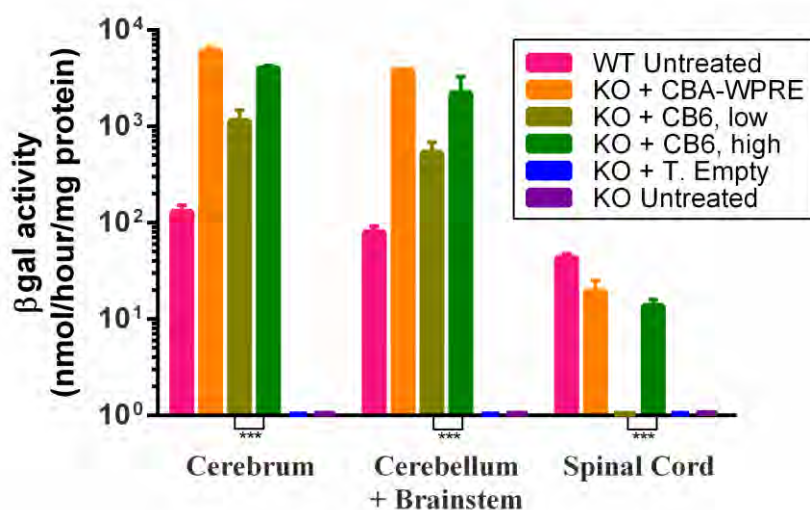 βgal activity
(nmol/hour/mg protein)
10⁴
10³
10²
10¹
10⁰
WT Untreated
KO + CBA-WPRE
KO + CB6, low
KO + CB6, high
KO + T. Empty
KO Untreated
*** *** ***
Cerebrum
Cerebellum
+ Brainstem
Spinal Cord